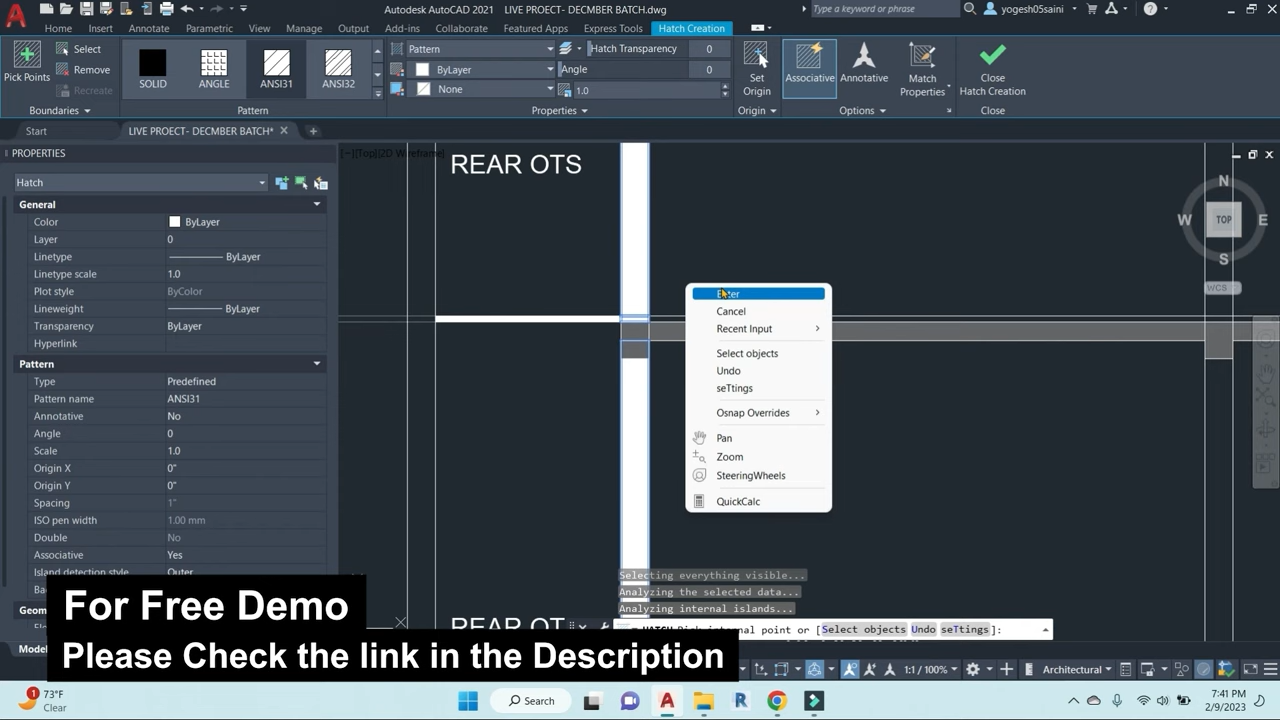 Autodesk AutoCAD 2021 LIVE PROECT- DECMBER BATCH.dwg
Type a keyword or phrase
yogesh05saini
Home Insert Annotate Parametric View Manage Output Add-ins Collaborate Featured Apps Express Tools Hatch Creation
Pick Points
Select
Remove
Recreate
Boundaries
SOLID
ANGLE
ANSI31
ANSI32
Pattern
Pattern
ByLayer
None
Hatch Transparency 0
Angle 0
1.0
Properties
Set
Origin
Origin
Associative
Annotative
Match
Properties
Options
Close
Hatch Creation
Close
Start
LIVE PROECT- DECMBER BATCH*
PROPERTIES
[−][Top][2D Wireframe]
Hatch
General
Color ByLayer
Layer 0
Linetype ByLayer
Linetype scale 1.0
Plot style ByColor
Lineweight ByLayer
Transparency ByLayer
Hyperlink
Pattern
Type Predefined
Pattern name ANSI31
Annotative No
Angle 0
Scale 1.0
Origin X 0"
Origin Y 0"
Spacing 1"
ISO pen width 1.00 mm
Double No
Associative Yes
Island detection style Outer
REAR OTS
N
W TOP E
S
WCS
Enter
Cancel
Recent Input
Select objects
Undo
seTtings
Osnap Overrides
Pan
Zoom
SteeringWheels
QuickCalc
Selecting everything visible...
Analyzing the selected data...
Analyzing internal islands...
HATCH Pick internal point or [Select objects Undo seTtings]:
For Free Demo
Please Check the link in the Description
1:1 / 100%
Architectural
73°F
Clear
1
Search
7:41 PM
2/9/2023